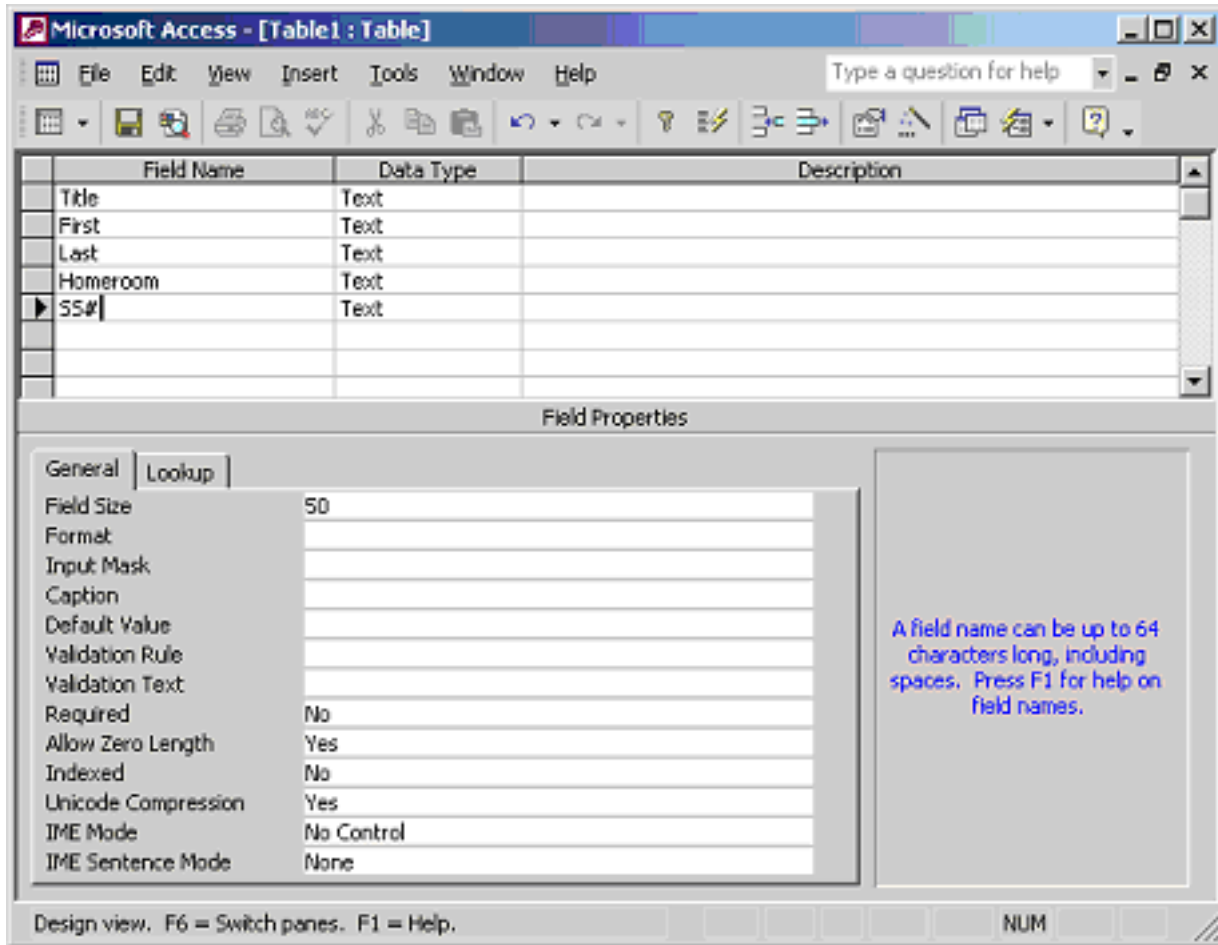 Microsoft Access - [Table1 : Table]
File Edit View Insert Tools Window Help Type a question for help
Field Name Data Type Description
Title Text
First Text
Last Text
Homeroom Text
SS# Text
Field Properties
General Lookup
Field Size 50
Format
Input Mask
Caption
Default Value
Validation Rule
Validation Text
Required No
Allow Zero Length Yes
Indexed No
Unicode Compression Yes
IME Mode No Control
IME Sentence Mode None
A field name can be up to 64
characters long, including
spaces. Press F1 for help on
field names.
Design view. F6 = Switch panes. F1 = Help. NUM